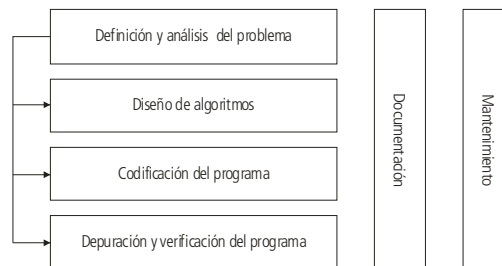 Definición y análisis del problema
Diseño de algoritmos
Codificación del programa
Depuración y verificación del programa
Documentación
Mantenimiento